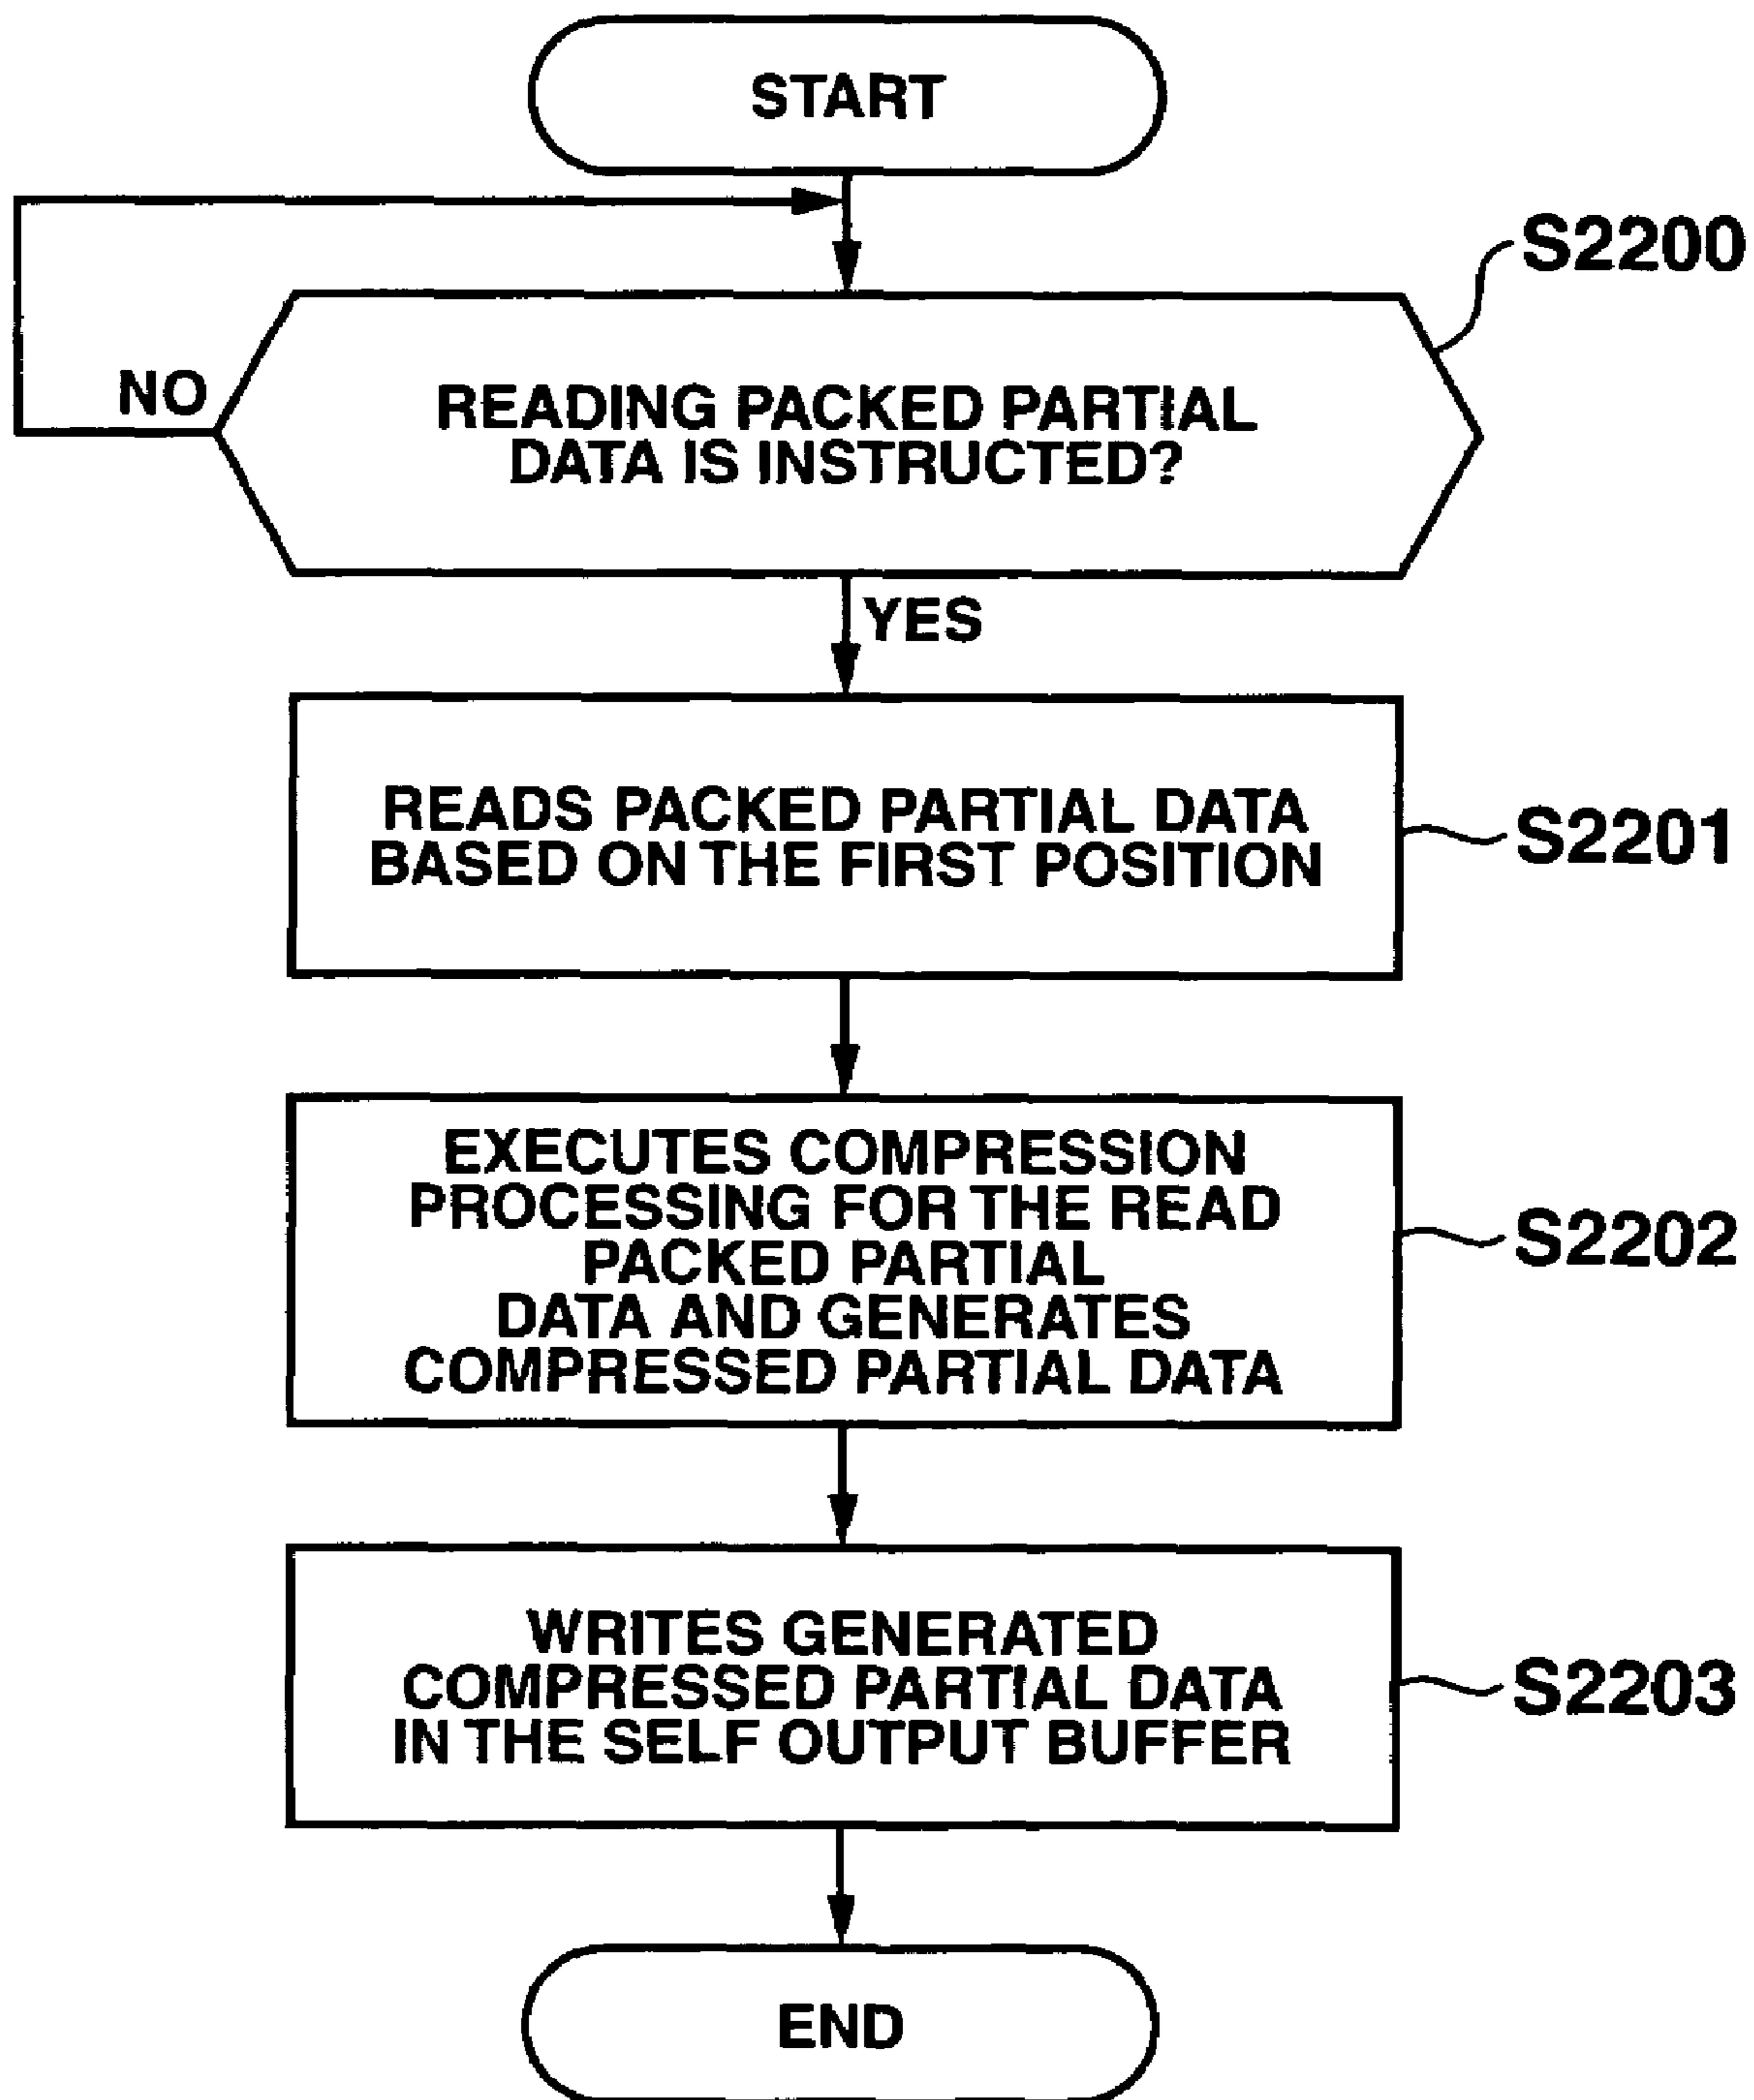 START
S2200
NO
READING PACKED PARTIAL
DATA IS INSTRUCTED?
YES
READS PACKED PARTIAL DATA
BASED ON THE FIRST POSITION
S2201
EXECUTES COMPRESSION
PROCESSING FOR THE READ
PACKED PARTIAL
DATA AND GENERATES
COMPRESSED PARTIAL DATA
S2202
WRITES GENERATED
COMPRESSED PARTIAL DATA
IN THE SELF OUTPUT BUFFER
S2203
END